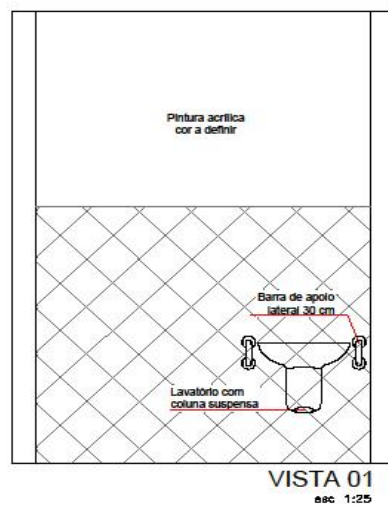 Pintura acrílica
cor a definir
Barra de apoio
lateral 30 cm
Lavatório com
coluna suspensa
VISTA 01
esc 1:25